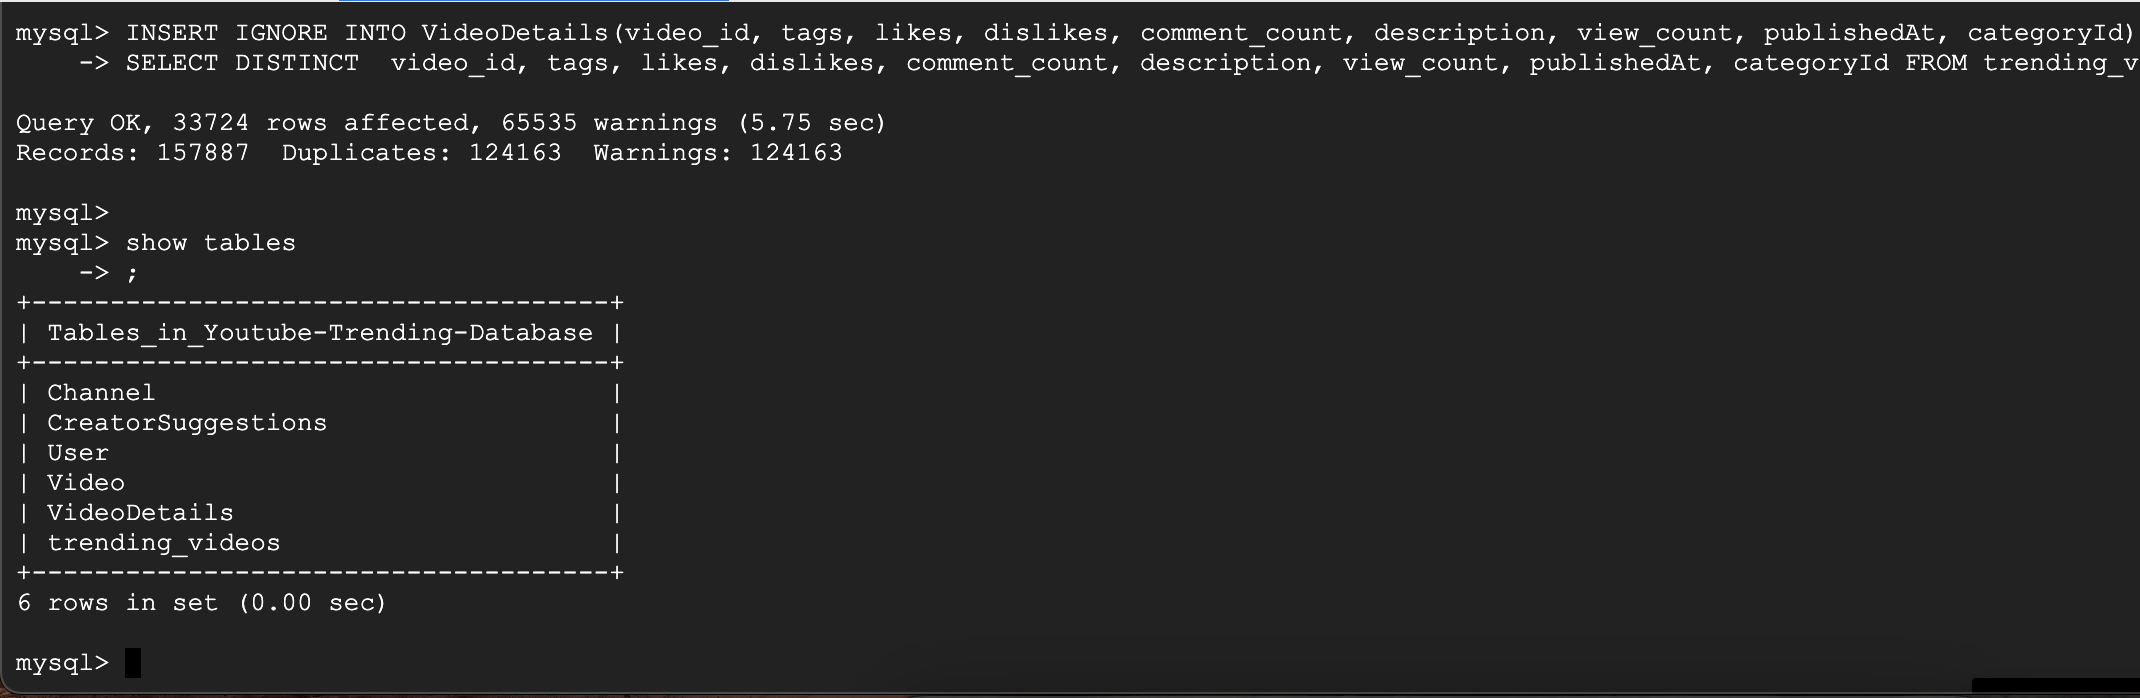 mysql> INSERT IGNORE INTO VideoDetails(video_id, tags, likes, dislikes, comment_count, description, view_count, publishedAt, categoryId)
    -> SELECT DISTINCT  video_id, tags, likes, dislikes, comment_count, description, view_count, publishedAt, categoryId FROM trending_v
Query OK, 33724 rows affected, 65535 warnings (5.75 sec)
Records: 157887  Duplicates: 124163  Warnings: 124163
mysql>
mysql> show tables
    -> ;
+-------------------------------------+
| Tables_in_Youtube-Trending-Database |
+-------------------------------------+
| Channel                             |
| CreatorSuggestions                  |
| User                                |
| Video                               |
| VideoDetails                        |
| trending_videos                     |
+-------------------------------------+
6 rows in set (0.00 sec)
mysql>